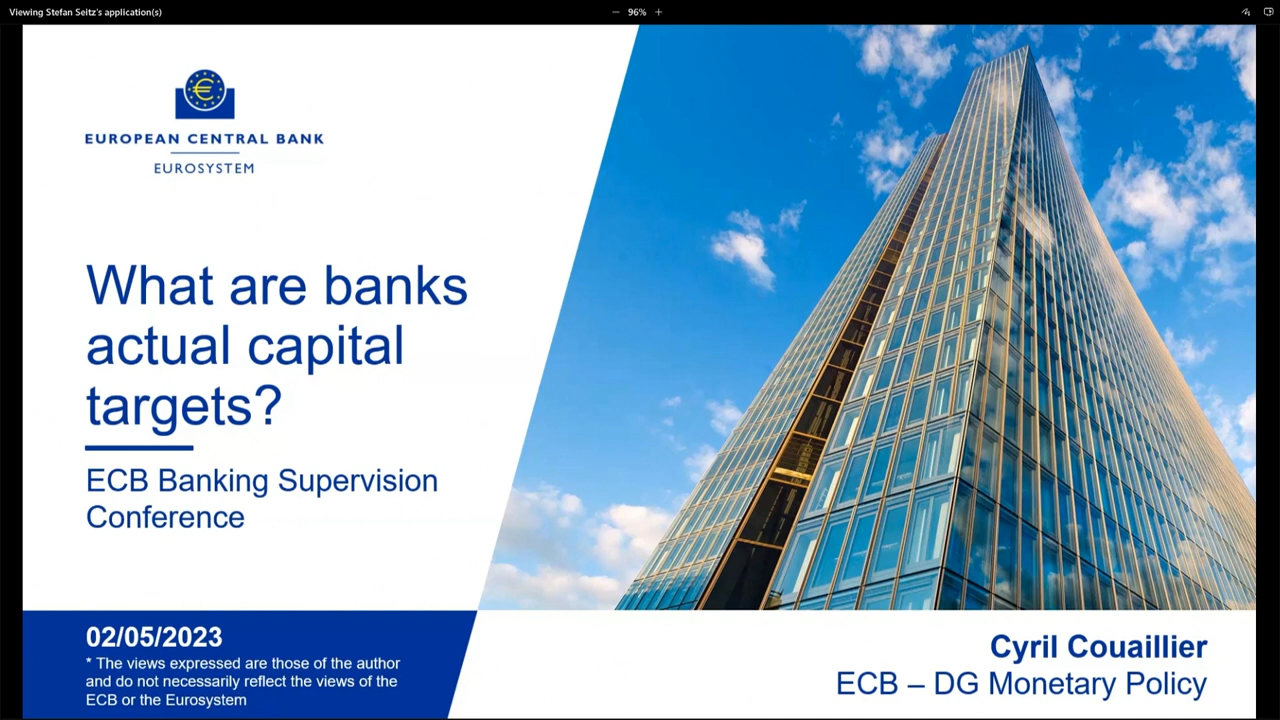 Viewing Stefan Seitz's application(s)
96%
EUROPEAN CENTRAL BANK
EUROSYSTEM
What are banks
actual capital
targets?
ECB Banking Supervision
Conference
02/05/2023
* The views expressed are those of the author
and do not necessarily reflect the views of the
ECB or the Eurosystem
Cyril Couaillier
ECB – DG Monetary Policy